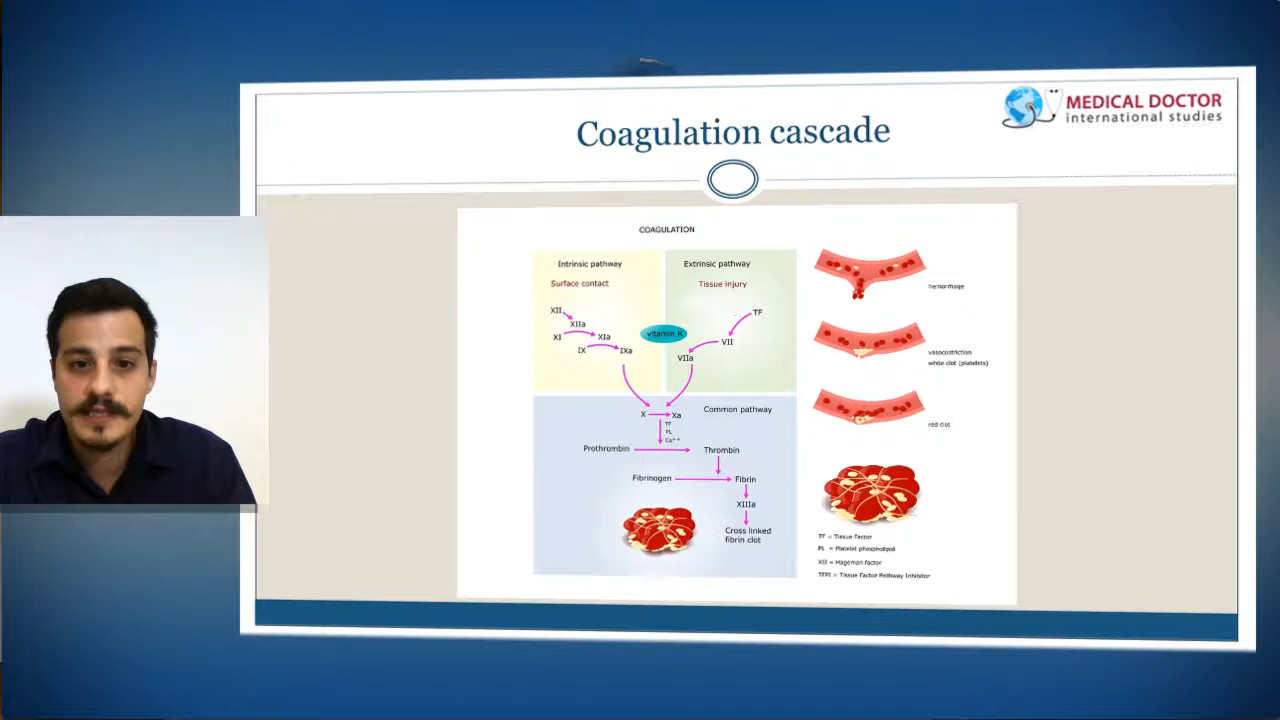 MEDICAL DOCTOR
international studies
Coagulation cascade
COAGULATION
Intrinsic pathway
Surface contact
XII
XIIa
XI
XIa
IX
IXa
vitamin K
Extrinsic pathway
Tissue injury
TF
VII
VIIa
Common pathway
X
Xa
TF
PL
Ca++
Prothrombin
Thrombin
Fibrinogen
Fibrin
XIIIa
Cross linked
fibrin clot
hemorrhage
vasocostriction
white clot (platelets)
red clot
TF = Tissue Factor
PL = Platelet phospholipid
XII = Hageman factor
TFPI = Tissue Factor Pathway Inhibitor